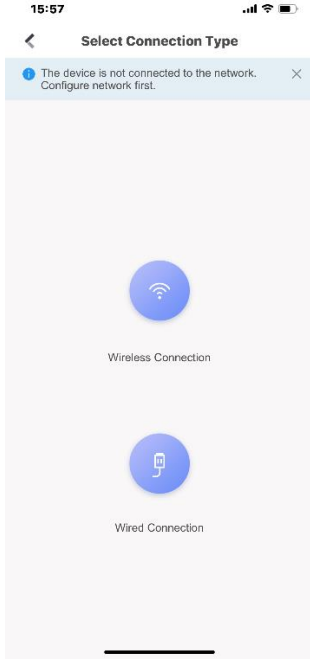 15:57
Select Connection Type
The device is not connected to the network.
Configure network first.
Wireless Connection
Wired Connection